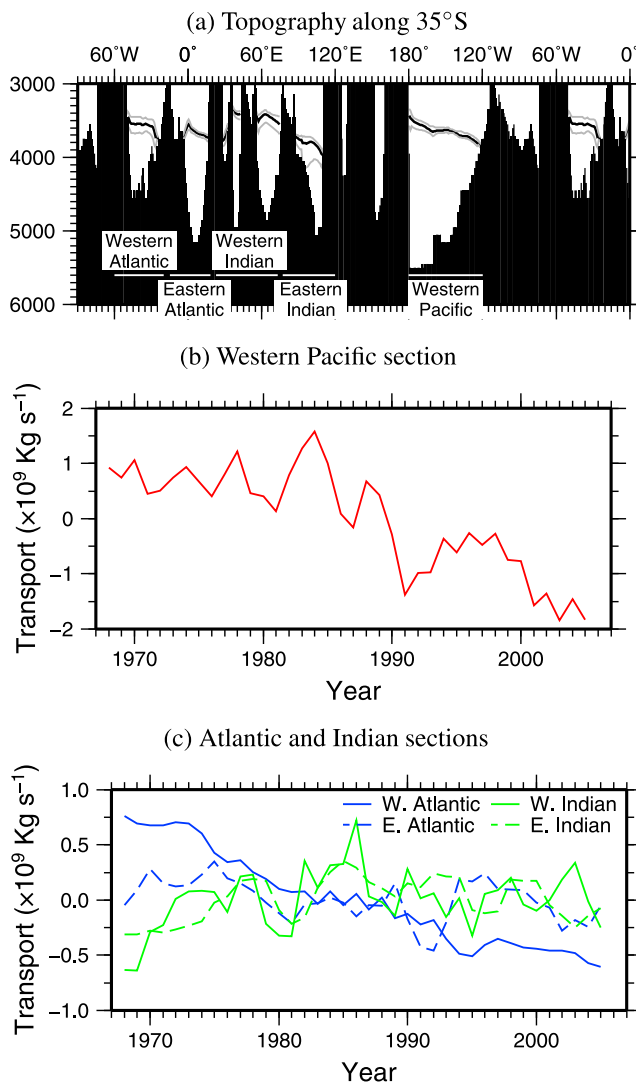 (a) Topography along 35°S
60°W 0° 60°E 120°E 180° 120°W 60°W 0°
3000
4000
5000
6000
Western Atlantic
Western Indian
Eastern Atlantic
Eastern Indian
Western Pacific
(b) Western Pacific section
Transport (×10⁹ Kg s⁻¹)
2
1
0
−1
−2
1970 1980 1990 2000
Year
(c) Atlantic and Indian sections
Transport (×10⁹ Kg s⁻¹)
1.0
0.5
0.0
−0.5
−1.0
W. Atlantic W. Indian
E. Atlantic E. Indian
1970 1980 1990 2000
Year